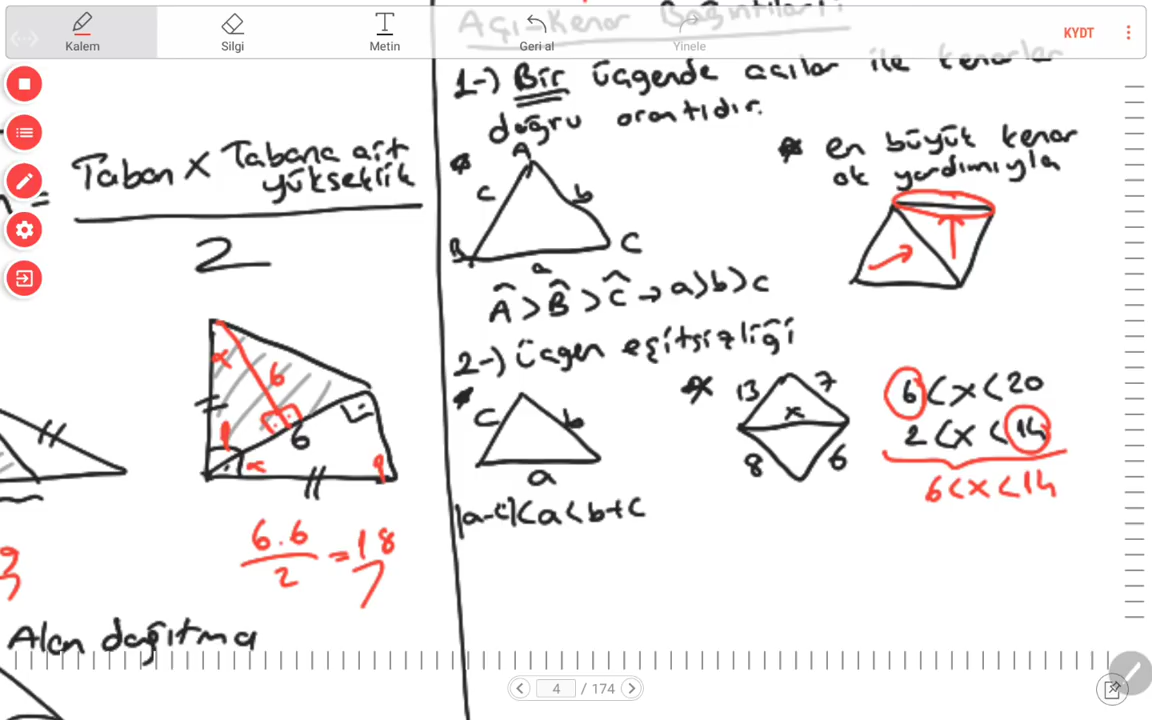 Kalem
Silgi
Metin
Geri al
Yinele
KYDT
Taban x Tabana ait
yükseklik
2
α
6
β
6
α
β
6.6
2
= 18
Alan dağıtma
Açı-Kenar Bağıntıları
1-) Bir üçgende açılar ile kenarlar
doğru orantıdır.
A
c
b
B
C
a
Â > B̂ > Ĉ → a>b>c
* en büyük kenar
ok yardımıyla
2-) Üçgen eşitsizliği
c
b
a
|a-c|<a<b+c
13
7
x
8
6
6<x<20
2<x<14
6<x<14
4 / 174